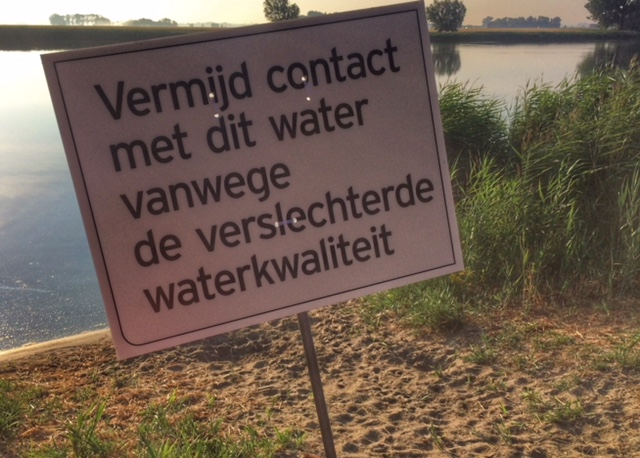 Vermijd contact
met dit water
vanwege
de verslechterde
waterkwaliteit